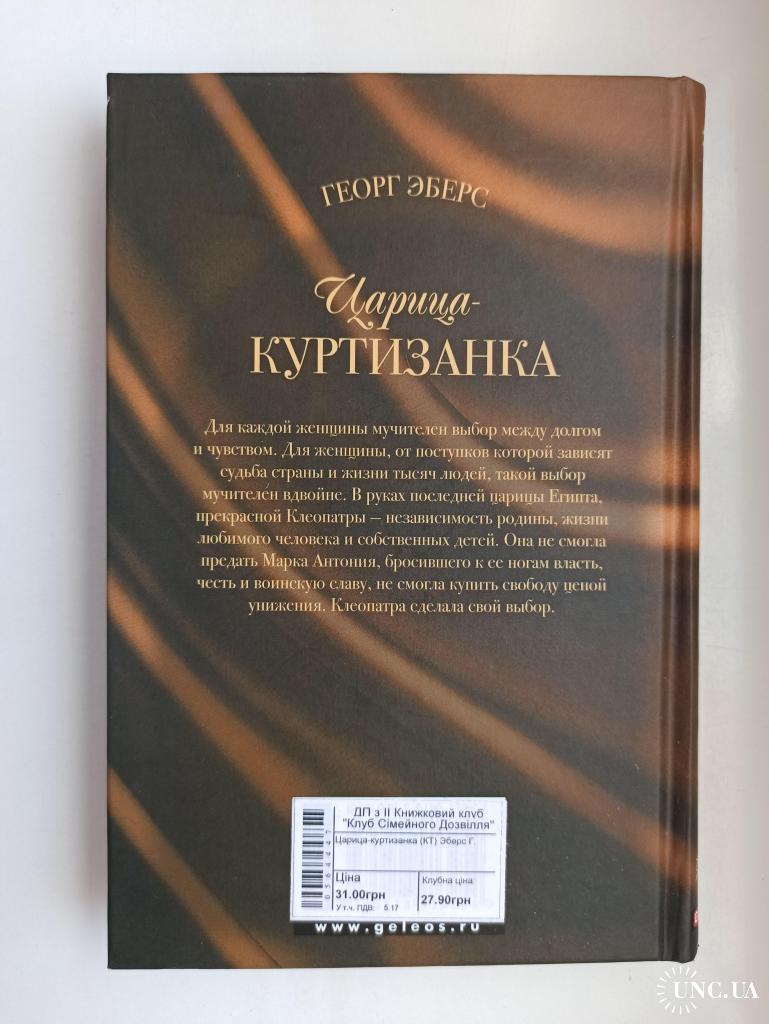 ГЕОРГ ЭБЕРС
Царица-
КУРТИЗАНКА
Для каждой женщины мучителен выбор между долгом
и чувством. Для женщины, от поступков которой зависят
судьба страны и жизни тысяч людей, такой выбор
мучителен вдвойне. В руках последней царицы Египта,
прекрасной Клеопатры — независимость родины, жизни
любимого человека и собственных детей. Она не смогла
предать Марка Антония, бросившего к ее ногам власть,
честь и воинскую славу, не смогла купить свободу ценой
унижения. Клеопатра сделала свой выбор.
ДП з ІІ Книжковий клуб
"Клуб Сімейного Дозвілля"
Царица-куртизанка (КТ) Эберс Г.
0564447
Ціна
31.00грн
У т.ч. ПДВ: 5.17
Клубна ціна:
27.90грн
www.geleos.ru
UNC.UA